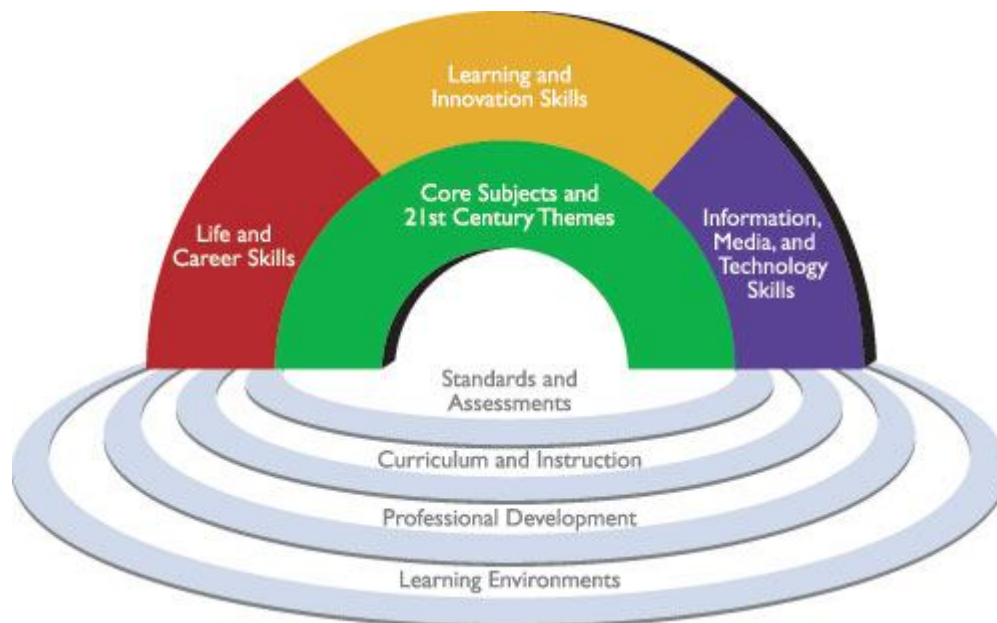 Learning and
Innovation Skills
Core Subjects and
21st Century Themes
Life and
Career Skills
Information,
Media, and
Technology
Skills
Standards and
Assessments
Curriculum and Instruction
Professional Development
Learning Environments